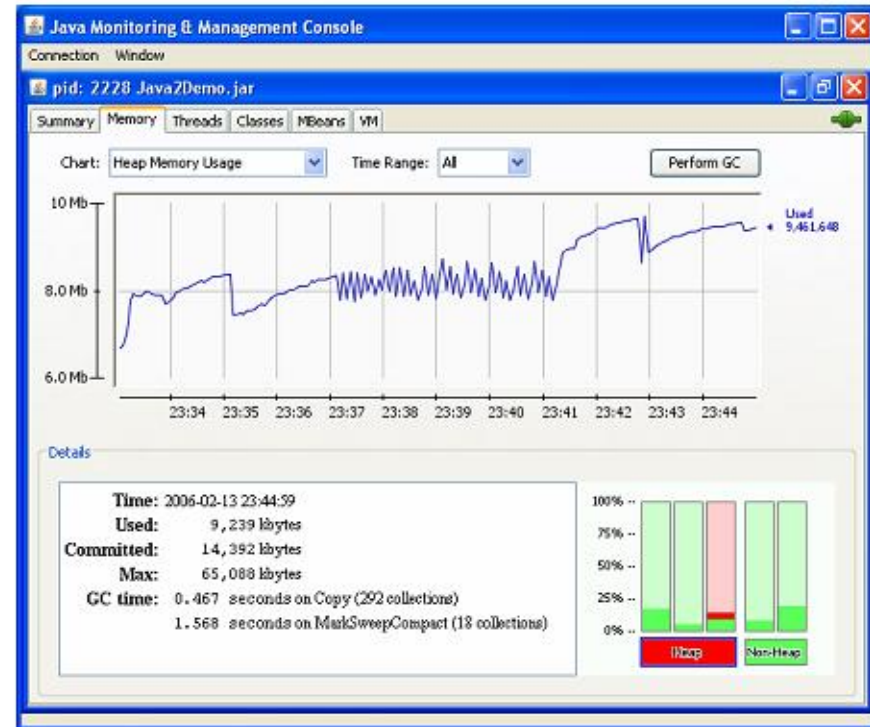 Java Monitoring & Management Console
Connection Window
pid: 2228 Java2Demo.jar
Summary Memory Threads Classes MBeans VM
Chart: Heap Memory Usage Time Range: All Perform GC
10 Mb
Used
9,461,648
8.0 Mb
6.0 Mb
23:34 23:35 23:36 23:37 23:38 23:39 23:40 23:41 23:42 23:43 23:44
Details
Time: 2006-02-13 23:44:59
Used: 9,239 kbytes
Committed: 14,392 kbytes
Max: 65,088 kbytes
GC time: 0.467 seconds on Copy (292 collections)
1.568 seconds on MarkSweepCompact (18 collections)
100% --
75% --
50% --
25% --
0% --
Heap Non-Heap